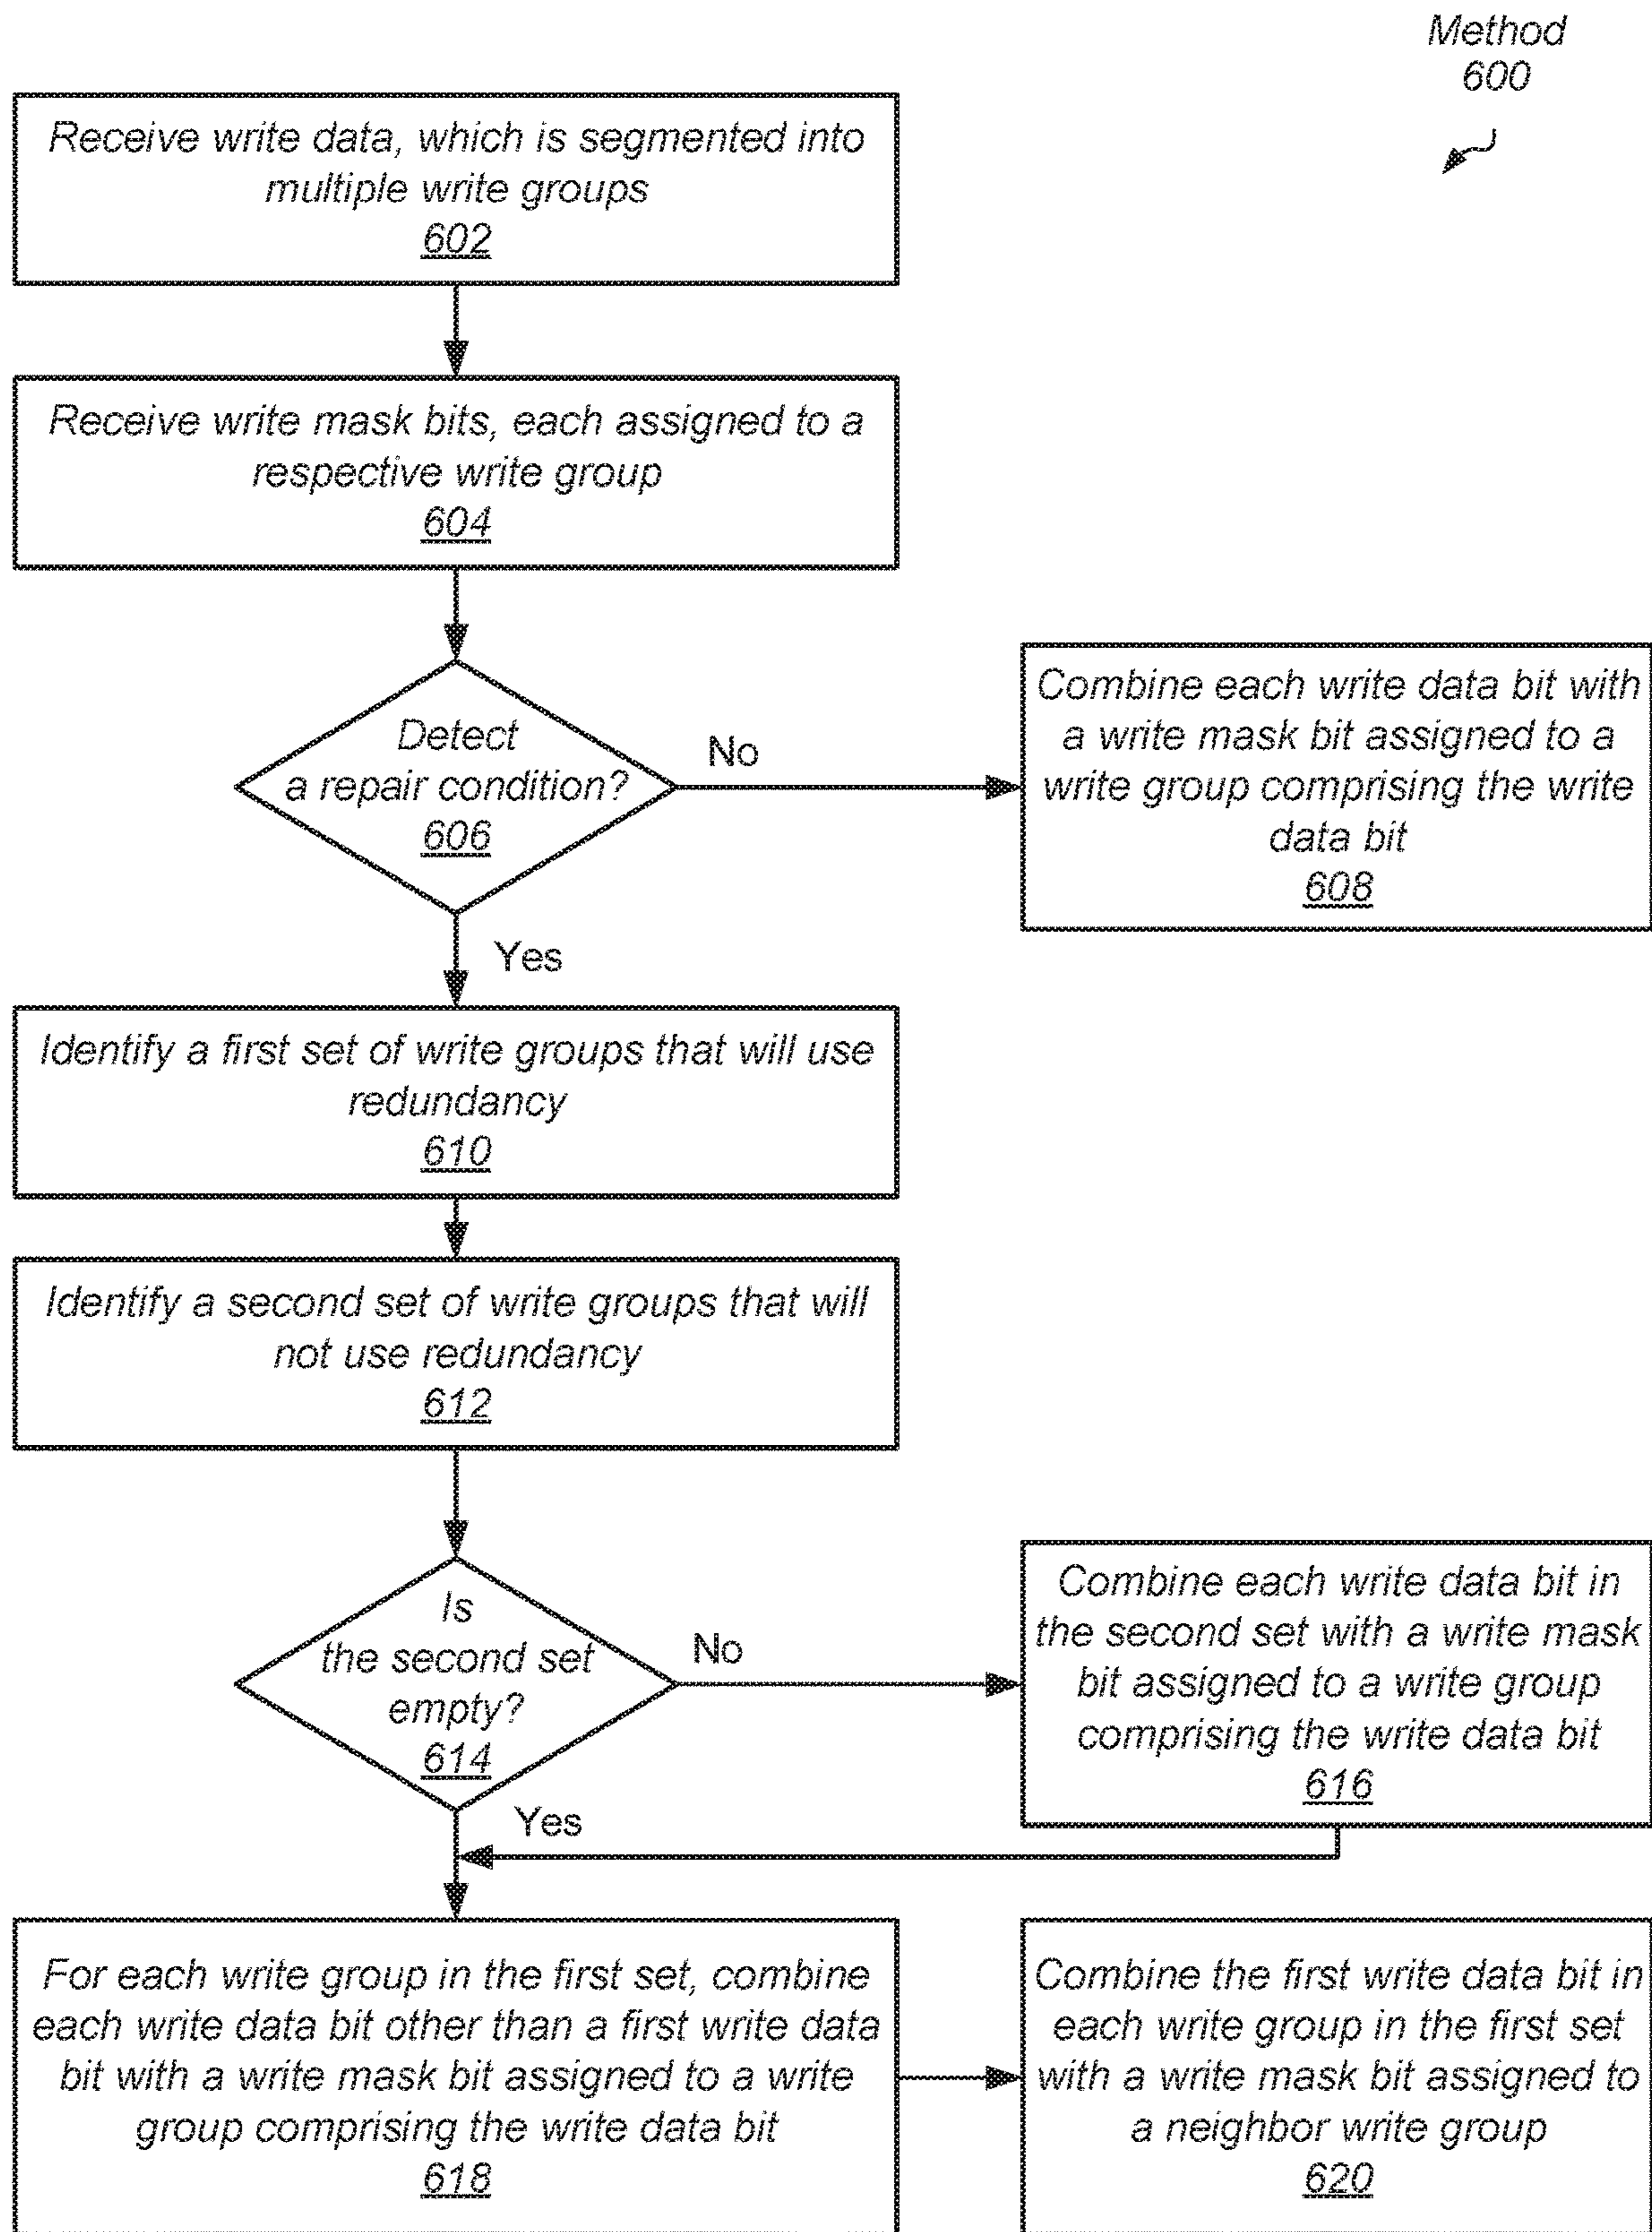 Method
600
Receive write data, which is segmented into
multiple write groups
602
Receive write mask bits, each assigned to a
respective write group
604
Detect
a repair condition?
606
No
Combine each write data bit with
a write mask bit assigned to a
write group comprising the write
data bit
608
Yes
Identify a first set of write groups that will use
redundancy
610
Identify a second set of write groups that will
not use redundancy
612
Is
the second set
empty?
614
No
Combine each write data bit in
the second set with a write mask
bit assigned to a write group
comprising the write data bit
616
Yes
For each write group in the first set, combine
each write data bit other than a first write data
bit with a write mask bit assigned to a write
group comprising the write data bit
618
Combine the first write data bit in
each write group in the first set
with a write mask bit assigned to
a neighbor write group
620